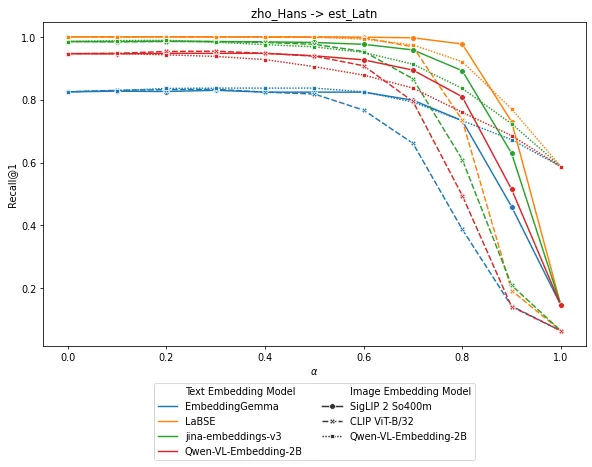 zho_Hans -> est_Latn
Recall@1
1.0
0.8
0.6
0.4
0.2
0.0 0.2 0.4 0.6 0.8 1.0
α
Text Embedding Model
EmbeddingGemma
LaBSE
jina-embeddings-v3
Qwen-VL-Embedding-2B
Image Embedding Model
SigLIP 2 So400m
CLIP ViT-B/32
Qwen-VL-Embedding-2B